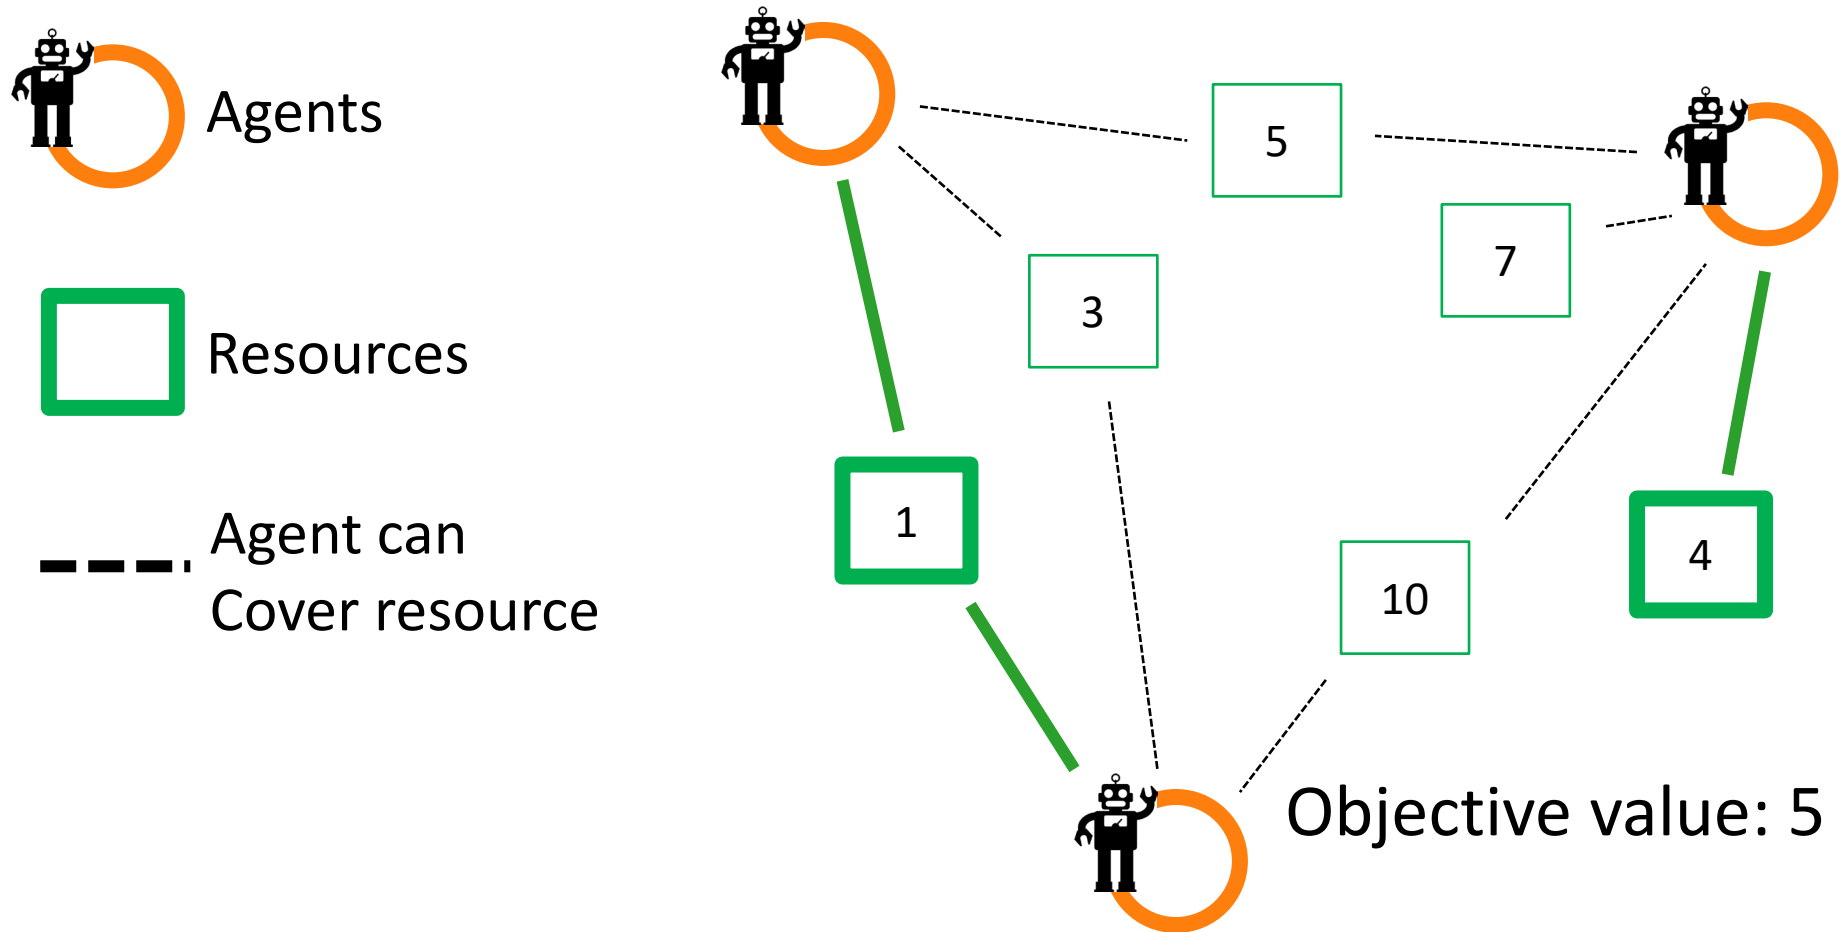 Agents
Resources
Agent can
Cover resource
5
7
3
1
4
10
Objective value: 5